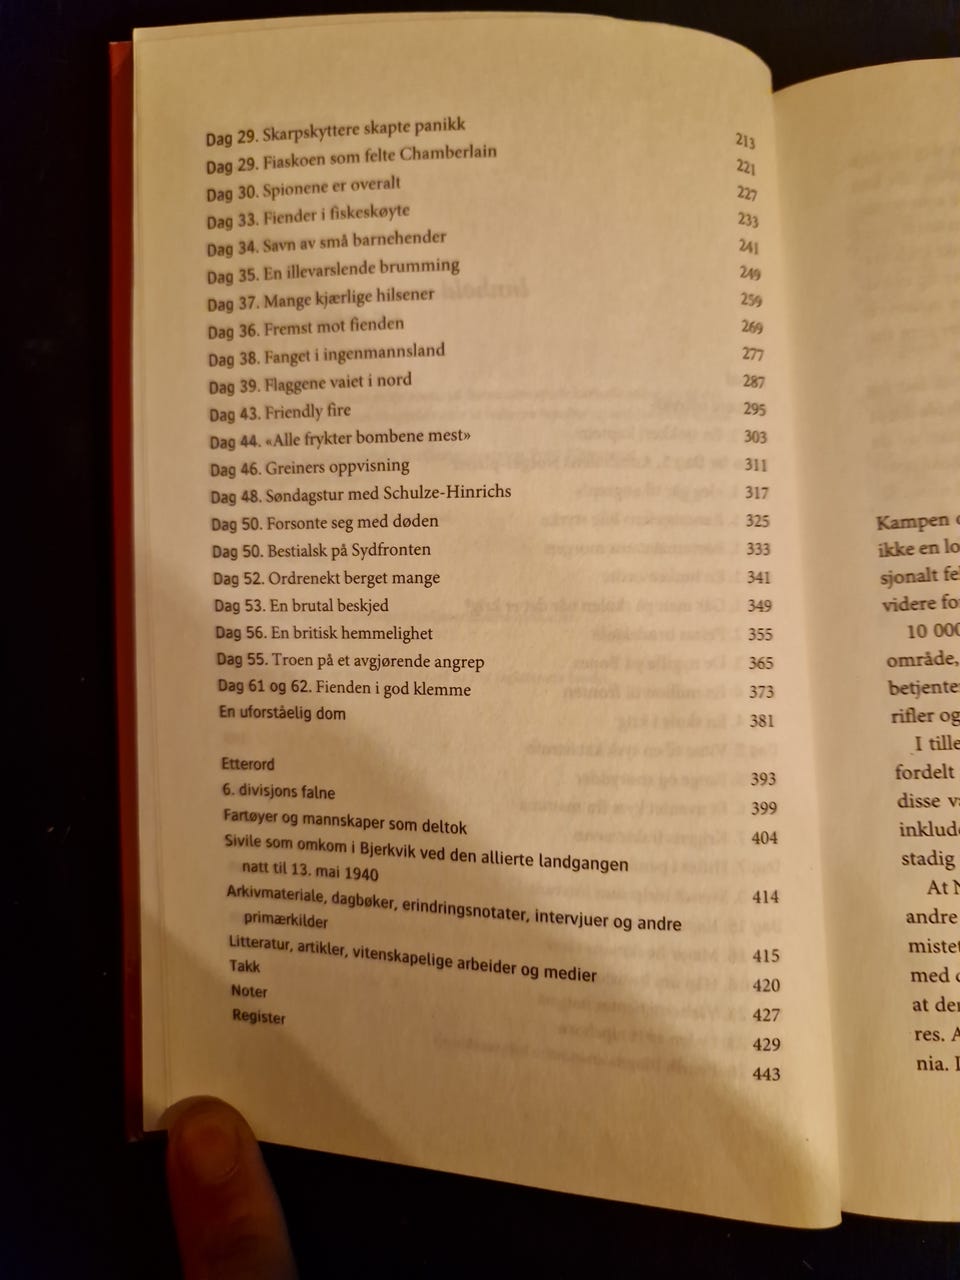 Dag 29. Skarpskyttere skapte panikk 213
Dag 29. Fiaskoen som felte Chamberlain 221
Dag 30. Spionene er overalt 227
Dag 33. Fiender i fiskeskøyte 233
Dag 34. Savn av små barnehender 241
Dag 35. En illevarslende brumming 249
Dag 37. Mange kjærlige hilsener 259
Dag 36. Fremst mot fienden 269
Dag 38. Fanget i ingenmannsland 277
Dag 39. Flaggene vaiet i nord 287
Dag 43. Friendly fire 295
Dag 44. «Alle frykter bombene mest» 303
Dag 46. Greiners oppvisning 311
Dag 48. Søndagstur med Schulze-Hinrichs 317
Dag 50. Forsonte seg med døden 325
Dag 50. Bestialsk på Sydfronten 333
Dag 52. Ordrenekt berget mange 341
Dag 53. En brutal beskjed 349
Dag 56. En britisk hemmelighet 355
Dag 55. Troen på et avgjørende angrep 365
Dag 61 og 62. Fienden i god klemme 373
En uforståelig dom 381
Etterord 393
6. divisjons falne 399
Fartøyer og mannskaper som deltok 404
Sivile som omkom i Bjerkvik ved den allierte landgangen
natt til 13. mai 1940 414
Arkivmateriale, dagbøker, erindringsnotater, intervjuer og andre
primærkilder 415
Litteratur, artikler, vitenskapelige arbeider og medier 420
Takk 427
Noter 429
Register 443
Kampen
ikke en lo
sjonalt fe
videre fo
10 000
område,
betjente
rifler og
I tille
fordelt
disse v
inklud
stadig
At N
andre
mistet
med
at der
res. A
nia. I